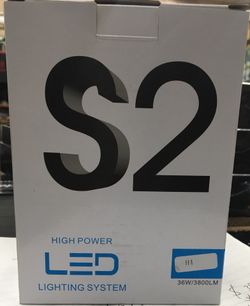 S2
HIGH POWER
LED
LIGHTING SYSTEM
H1
36W/3800LM